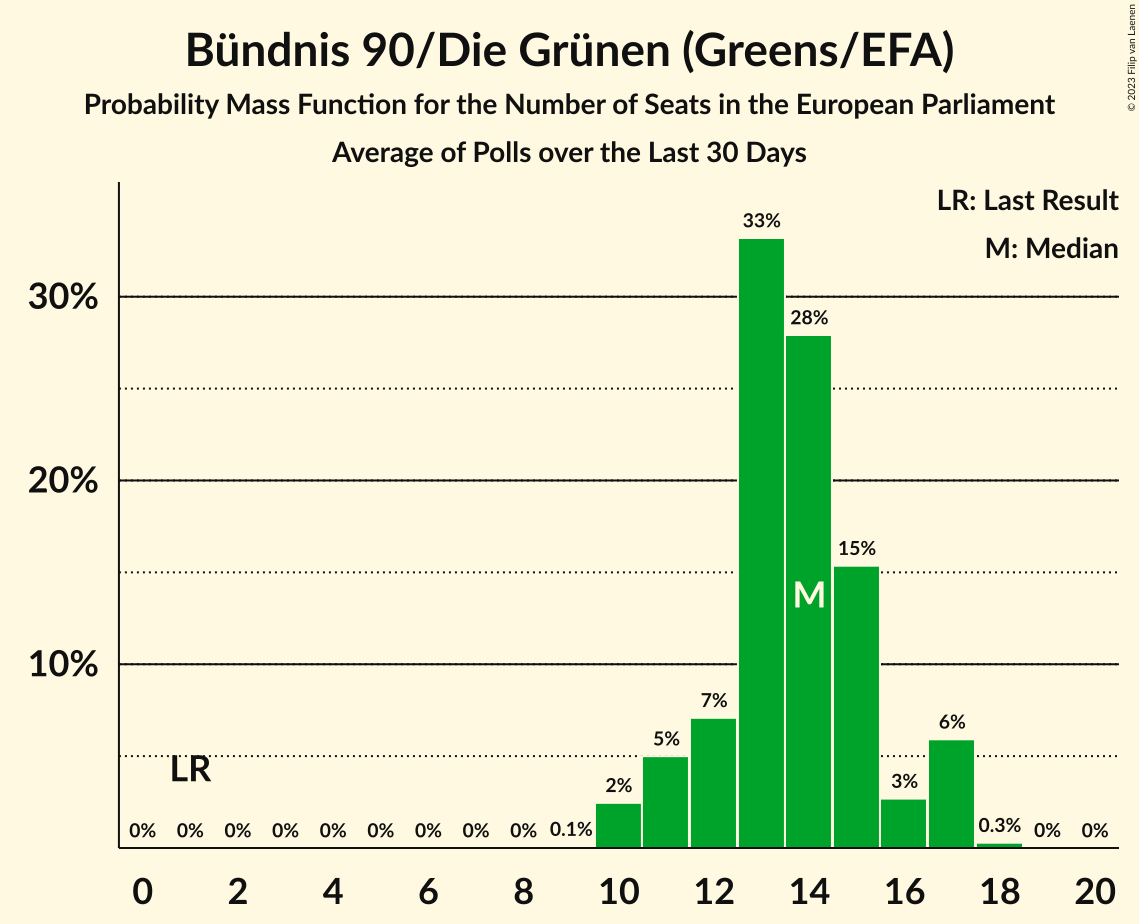 Bündnis 90/Die Grünen (Greens/EFA)
Probability Mass Function for the Number of Seats in the European Parliament
Average of Polls over the Last 30 Days
© 2023 Filip van Laenen
LR: Last Result
M: Median
33%
30%
28%
20%
15%
M
10%
7%
6%
5%
LR
2%
3%
0% 0% 0% 0% 0% 0% 0% 0% 0% 0.1% 0.3% 0% 0%
0 2 4 6 8 10 12 14 16 18 20